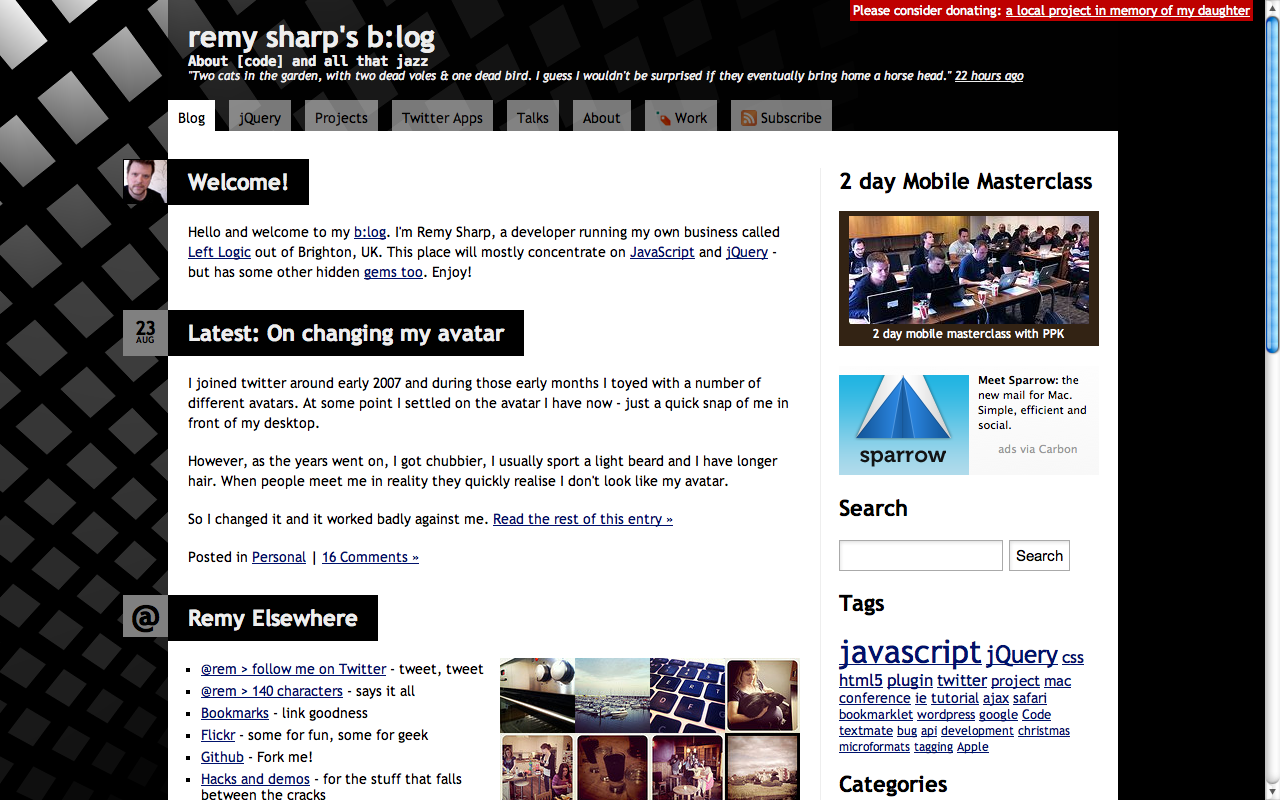 Please consider donating: a local project in memory of my daughter
remy sharp's b:log
About [code] and all that jazz
"Two cats in the garden, with two dead voles & one dead bird. I guess I wouldn't be surprised if they eventually bring home a horse head." 22 hours ago
Blog
jQuery
Projects
Twitter Apps
Talks
About
Work
Subscribe
Welcome!
Hello and welcome to my b:log. I'm Remy Sharp, a developer running my own business called
Left Logic out of Brighton, UK. This place will mostly concentrate on JavaScript and jQuery -
but has some other hidden gems too. Enjoy!
23
AUG
Latest: On changing my avatar
I joined twitter around early 2007 and during those early months I toyed with a number of
different avatars. At some point I settled on the avatar I have now - just a quick snap of me in
front of my desktop.
However, as the years went on, I got chubbier, I usually sport a light beard and I have longer
hair. When people meet me in reality they quickly realise I don't look like my avatar.
So I changed it and it worked badly against me. Read the rest of this entry »
Posted in Personal | 16 Comments »
@
Remy Elsewhere
@rem > follow me on Twitter - tweet, tweet
@rem > 140 characters - says it all
Bookmarks - link goodness
Flickr - some for fun, some for geek
Github - Fork me!
Hacks and demos - for the stuff that falls
between the cracks
2 day Mobile Masterclass
2 day mobile masterclass with PPK
sparrow
Meet Sparrow: the
new mail for Mac.
Simple, efficient and
social.
ads via Carbon
Search
Search
Tags
javascript jQuery css
html5 plugin twitter project mac
conference ie tutorial ajax safari
bookmarklet wordpress google Code
textmate bug api development christmas
microformats tagging Apple
Categories